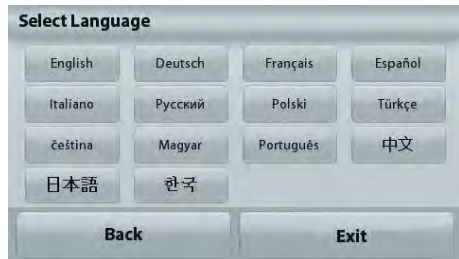 Select Language
English Deutsch Français Español
Italiano Русский Polski Türkçe
čeština Magyar Português 中文
日本語 한국
Back Exit